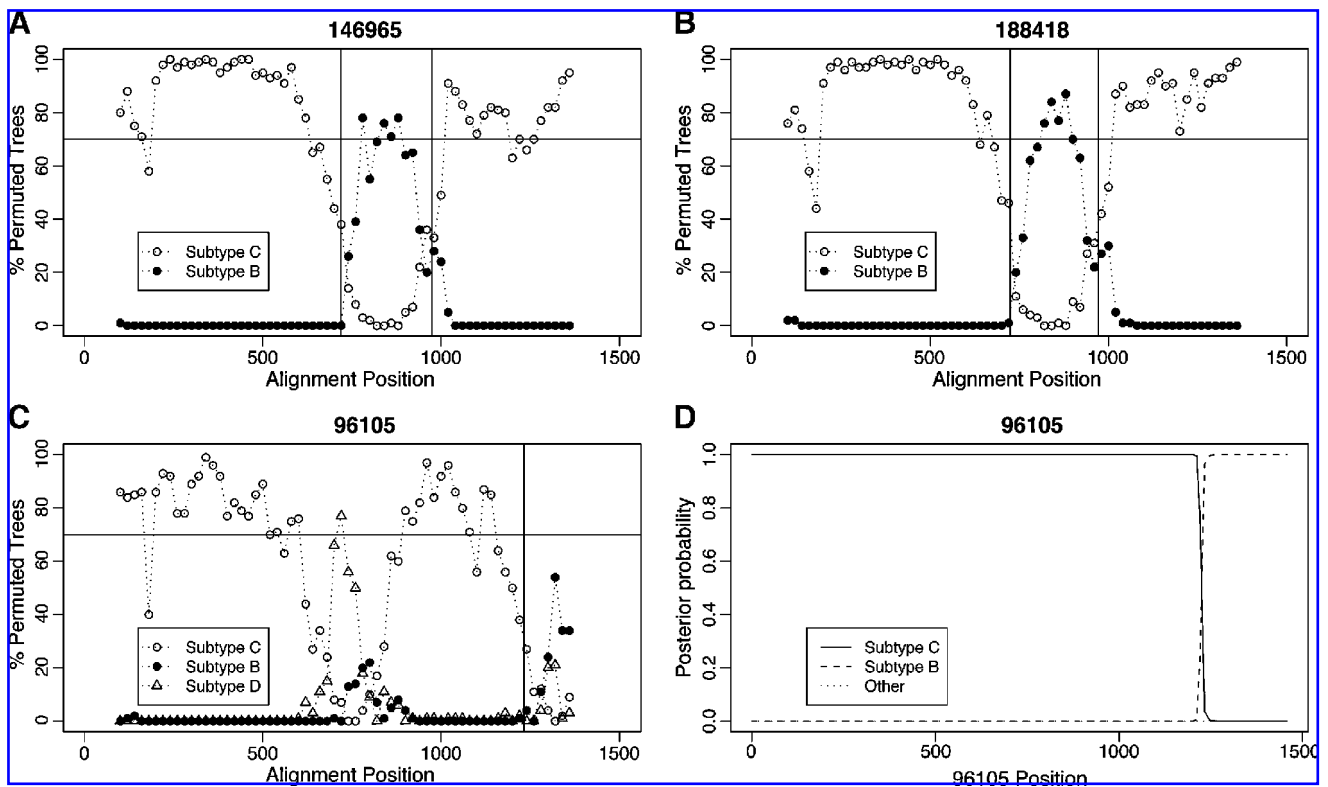 A
146965
% Permuted Trees
100
80
60
40
20
0
Subtype C
Subtype B
0 500 1000 1500
Alignment Position
B
188418
% Permuted Trees
100
80
60
40
20
0
Subtype C
Subtype B
0 500 1000 1500
Alignment Position
C
96105
% Permuted Trees
100
80
60
40
20
0
Subtype C
Subtype B
Subtype D
0 500 1000 1500
Alignment Position
D
96105
Posterior probability
1.0
0.8
0.6
0.4
0.2
0.0
Subtype C
Subtype B
Other
0 500 1000 1500
96105 Position